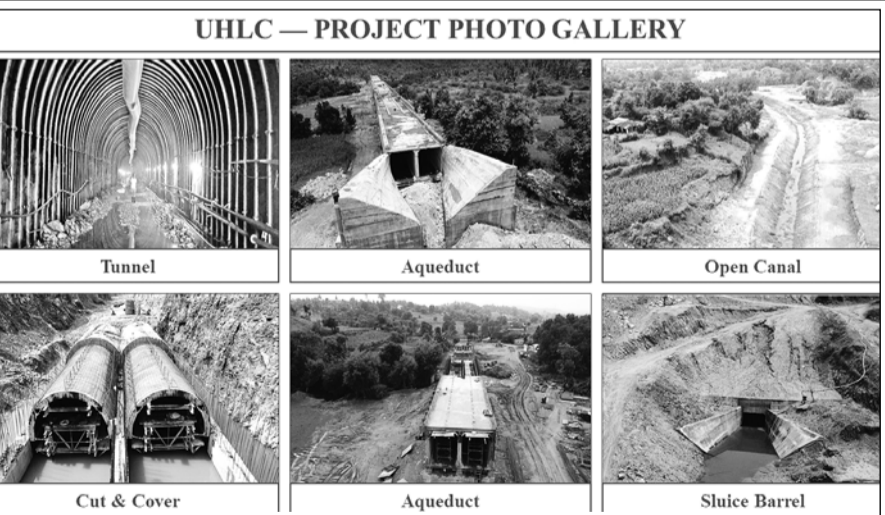 UHLC — PROJECT PHOTO GALLERY
Tunnel
Aqueduct
Open Canal
Cut & Cover
Aqueduct
Sluice Barrel